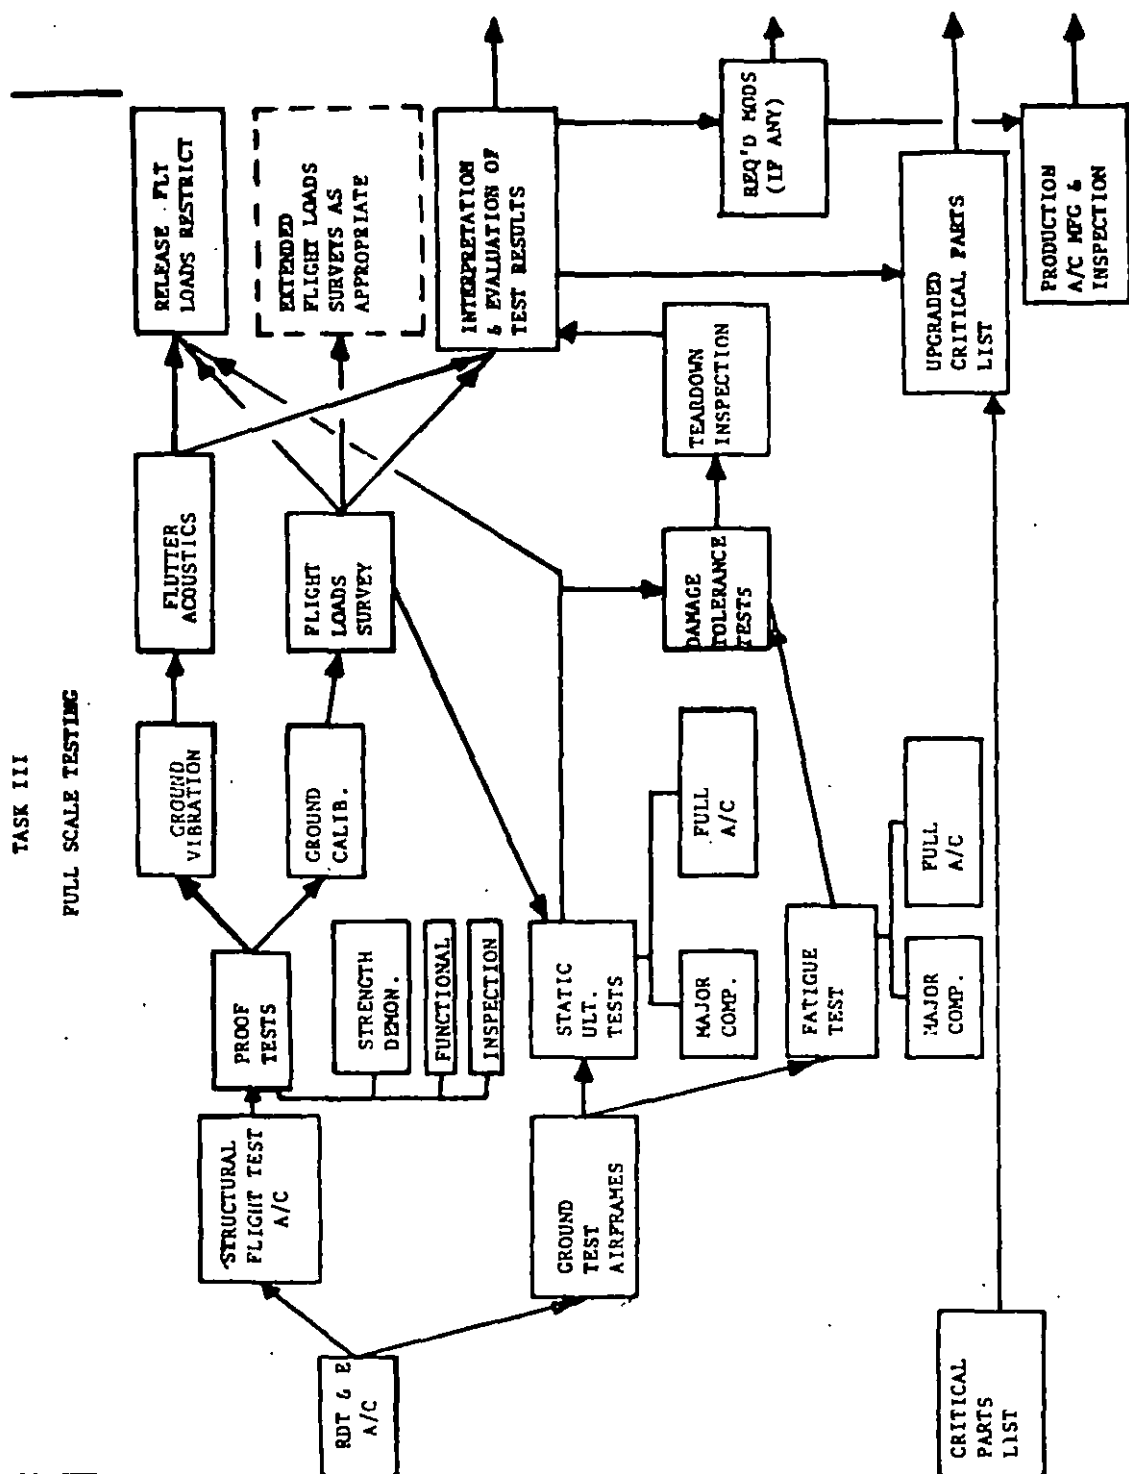 TASK III
FULL SCALE TESTING
RDT & E
A/C
STRUCTURAL
FLIGHT TEST
A/C
PROOF
TESTS
STRENGTH
DEMON.
FUNCTIONAL
INSPECTION
GROUND
VIBRATION
GROUND
CALIB.
FLUTTER
ACOUSTICS
FLIGHT
LOADS
SURVEY
RELEASE FLT
LOADS RESTRICT
EXTENDED
FLIGHT LOADS
SURVEYS AS
APPROPRIATE
INTERPRETATION
& EVALUATION OF
TEST RESULTS
GROUND
TEST
AIRFRAMES
STATIC
ULT.
TESTS
MAJOR
COMP.
FULL
A/C
FATIGUE
TEST
MAJOR
COMP.
FULL
A/C
DAMAGE
TOLERANCE
TESTS
TEARDOWN
INSPECTION
REQ'D MODS
(IF ANY)
CRITICAL
PARTS
LIST
UPGRADED
CRITICAL PARTS
LIST
PRODUCTION
A/C MFG &
INSPECTION